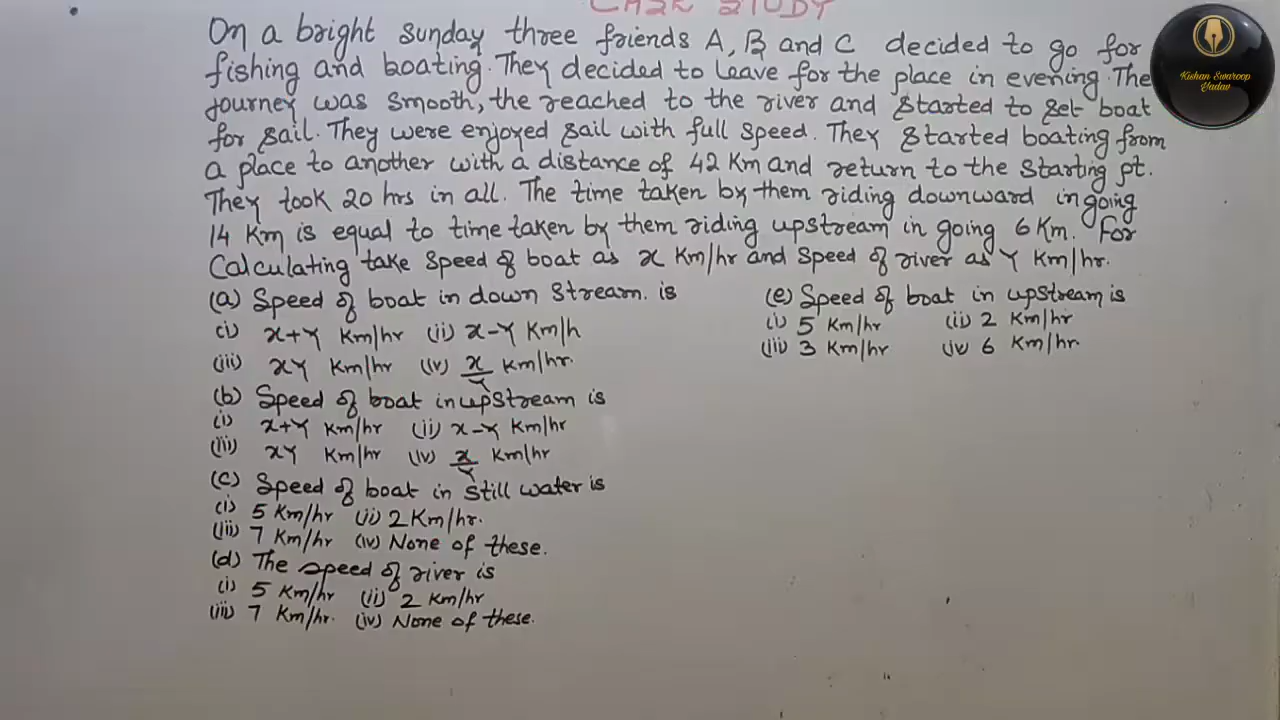 CASE STUDY
On a bright sunday three friends A, B and C decided to go for
fishing and boating. They decided to leave for the place in evening. The
journey was smooth, the reached to the river and started to set boat
for sail. They were enjoyed sail with full speed. They started boating from
a place to another with a distance of 42 Km and return to the starting pt.
They took 20 hrs in all. The time taken by them riding downward in going
14 Km is equal to time taken by them riding upstream in going 6 Km. For
Calculating take speed of boat as x Km/hr and speed of river as Y Km/hr.
(a) Speed of boat in down stream. is
(i) x+Y Km/hr (ii) x-Y Km/h
(iii) xY Km/hr (iv) x/Y Km/hr.
(b) Speed of boat in upstream is
(i) x+Y Km/hr (ii) x-Y Km/hr
(iii) xY Km/hr (iv) x/Y Km/hr
(c) Speed of boat in still water is
(i) 5 Km/hr (ii) 2 Km/hr.
(iii) 7 Km/hr (iv) None of these.
(d) The speed of river is
(i) 5 Km/hr (ii) 2 Km/hr
(iii) 7 Km/hr. (iv) None of these.
(e) Speed of boat in upstream is
(i) 5 Km/hr (ii) 2 Km/hr
(iii) 3 Km/hr (iv) 6 Km/hr.
Kishan Swaroop
Yadav